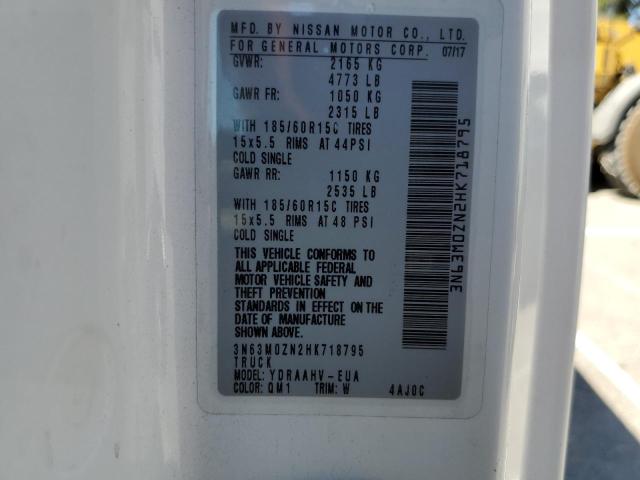 MFD. BY NISSAN MOTOR CO., LTD.
FOR GENERAL MOTORS CORP. 07/17
GVWR: 2165 KG
4773 LB
GAWR FR: 1050 KG
2315 LB
WITH 185/60R15C TIRES
15x5.5 RIMS AT 44PSI
COLD SINGLE
GAWR RR: 1150 KG
2535 LB
WITH 185/60R15C TIRES
15x5.5 RIMS AT 48 PSI
COLD SINGLE
THIS VEHICLE CONFORMS TO
ALL APPLICABLE FEDERAL
MOTOR VEHICLE SAFETY AND
THEFT PREVENTION
STANDARDS IN EFFECT ON THE
DATE OF MANUFACTURE
SHOWN ABOVE.
3N63M0ZN2HK718795
TRUCK
MODEL: YDRAAHV-EUA
COLOR: QM1 TRIM: W 4AJ0C
3N63M0ZN2HK718795